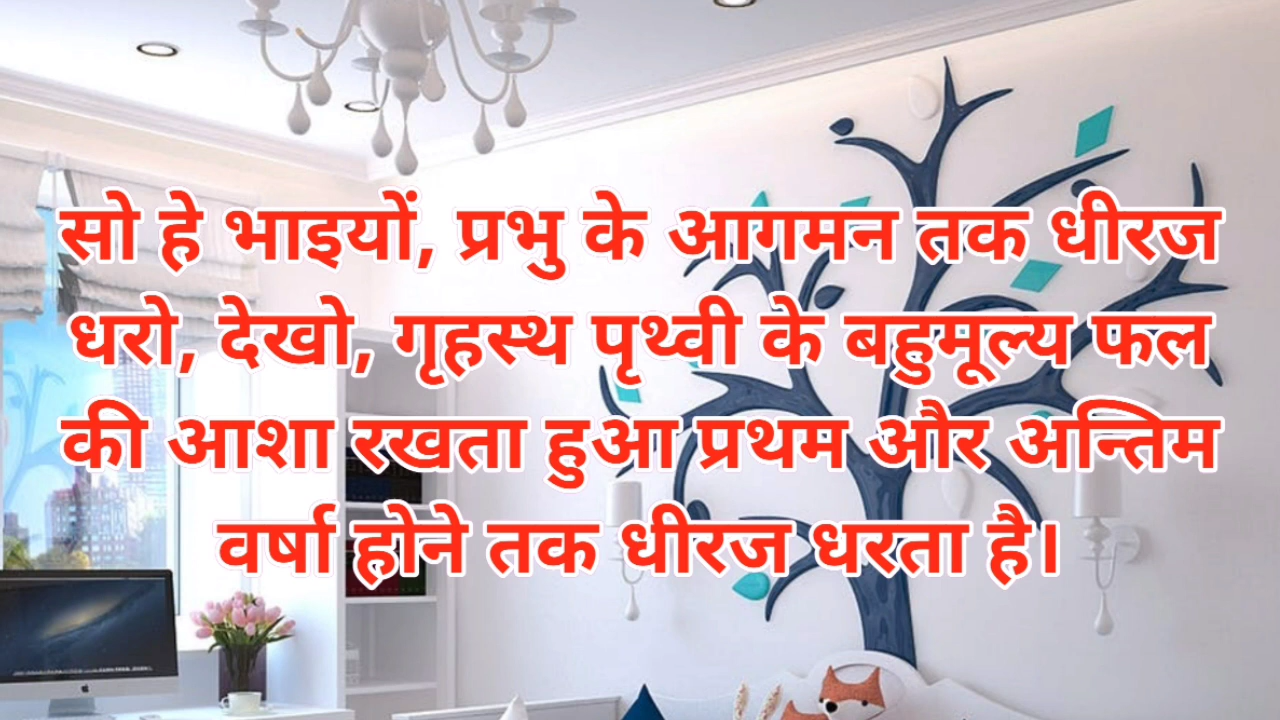 सो हे भाइयों, प्रभु के आगमन तक धीरज
धरो, देखो, गृहस्थ पृथ्वी के बहुमूल्य फल
की आशा रखता हुआ प्रथम और अन्तिम
वर्षा होने तक धीरज धरता है।